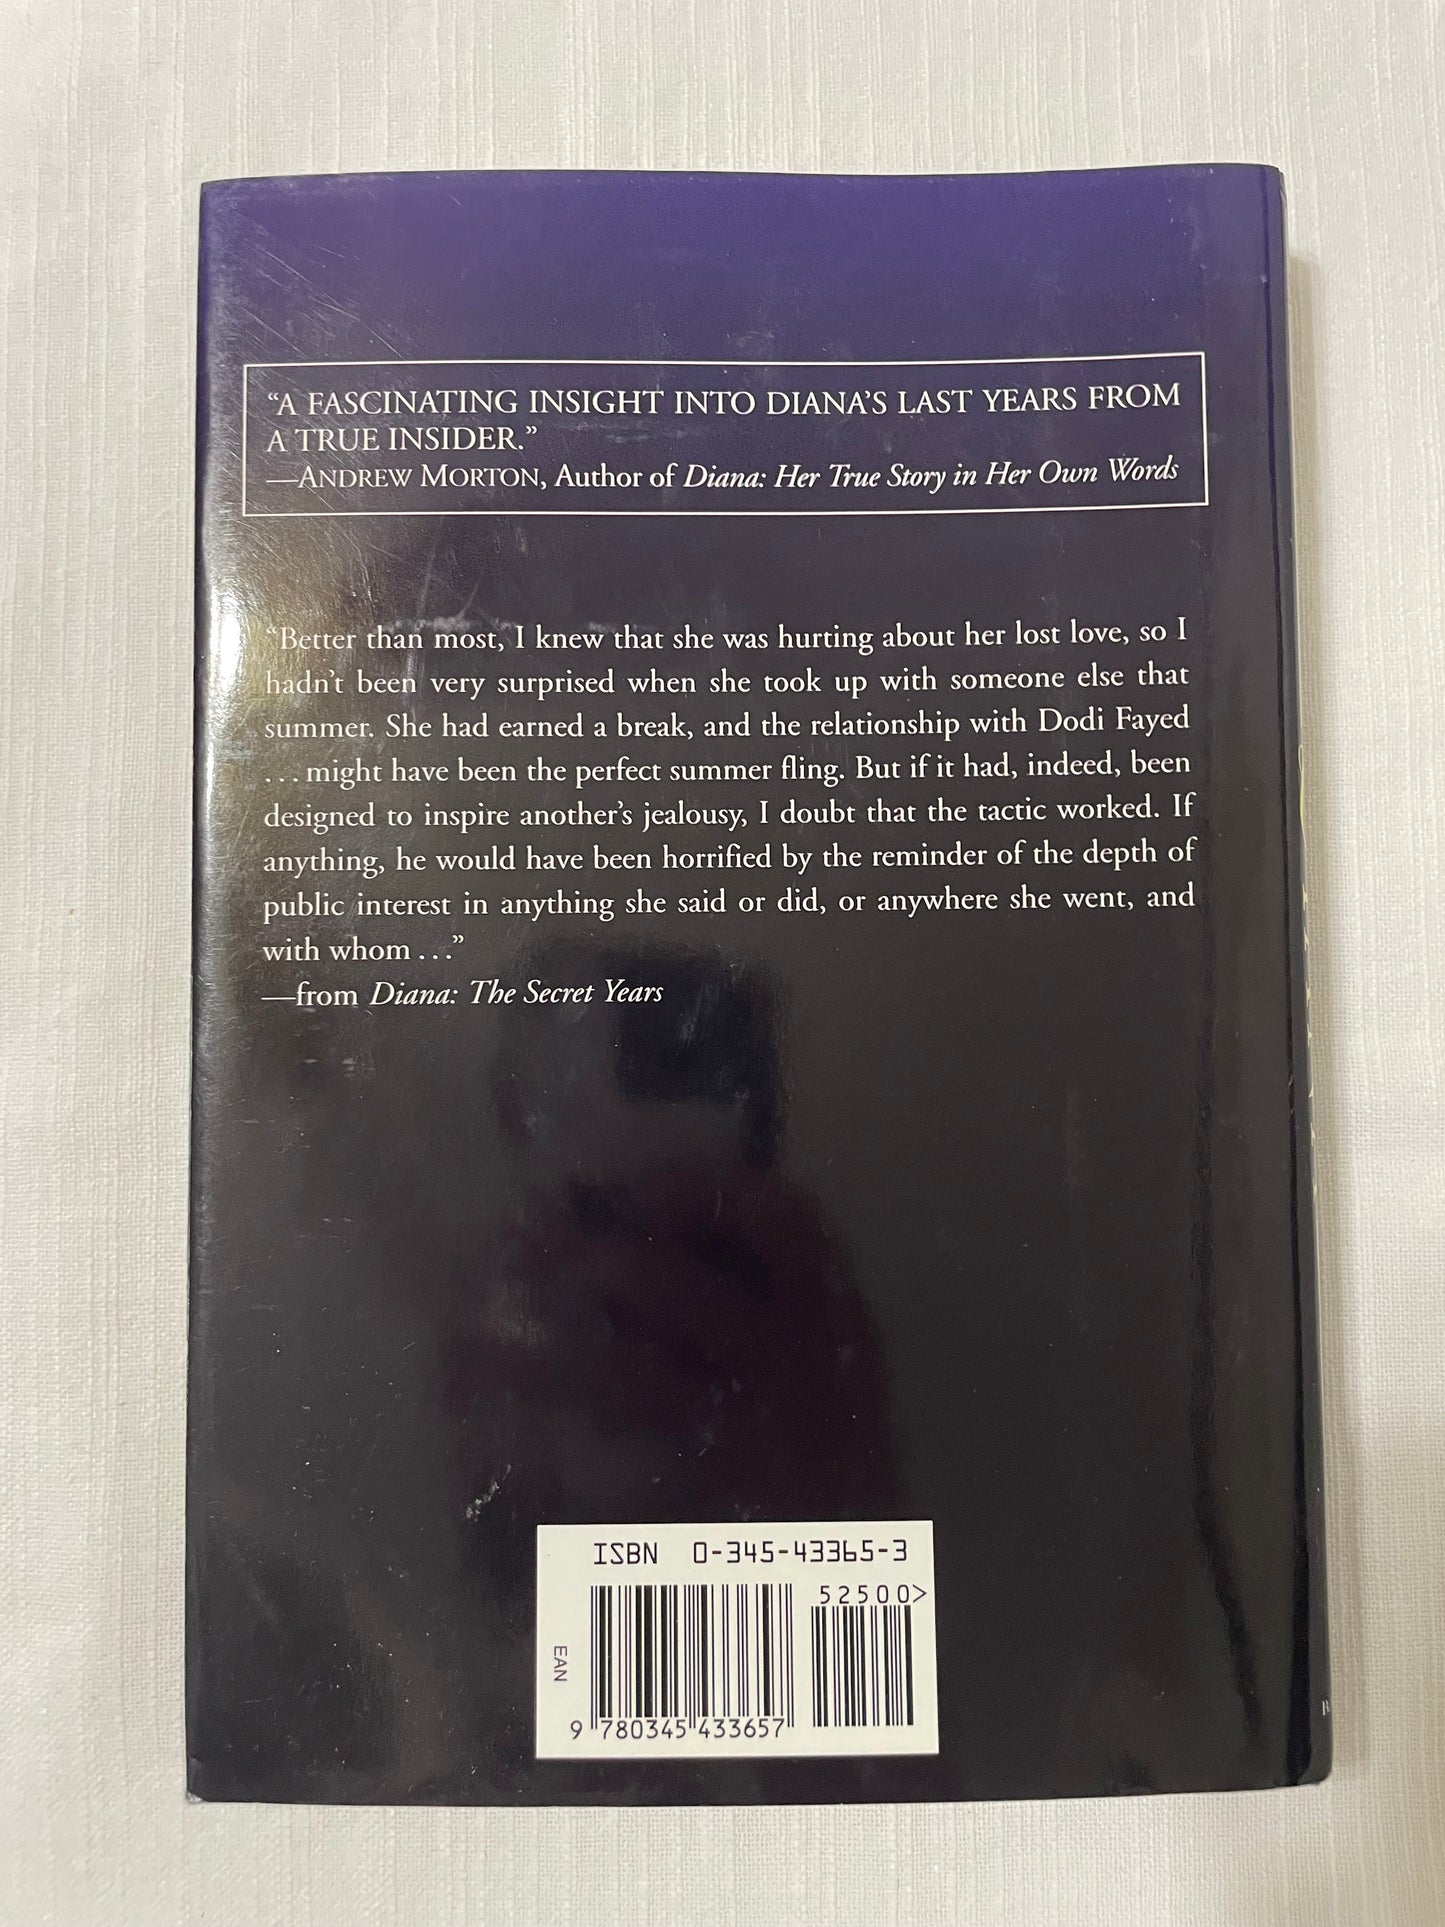 “A FASCINATING INSIGHT INTO DIANA’S LAST YEARS FROM
A TRUE INSIDER.”
—ANDREW MORTON, Author of Diana: Her True Story in Her Own Words
“Better than most, I knew that she was hurting about her lost love, so I
hadn’t been very surprised when she took up with someone else that
summer. She had earned a break, and the relationship with Dodi Fayed
. . . might have been the perfect summer fling. But if it had, indeed, been
designed to inspire another’s jealousy, I doubt that the tactic worked. If
anything, he would have been horrified by the reminder of the depth of
public interest in anything she said or did, or anywhere she went, and
with whom . . .”
—from Diana: The Secret Years
ISBN 0-345-43365-3
52500>
EAN
9 780345 433657